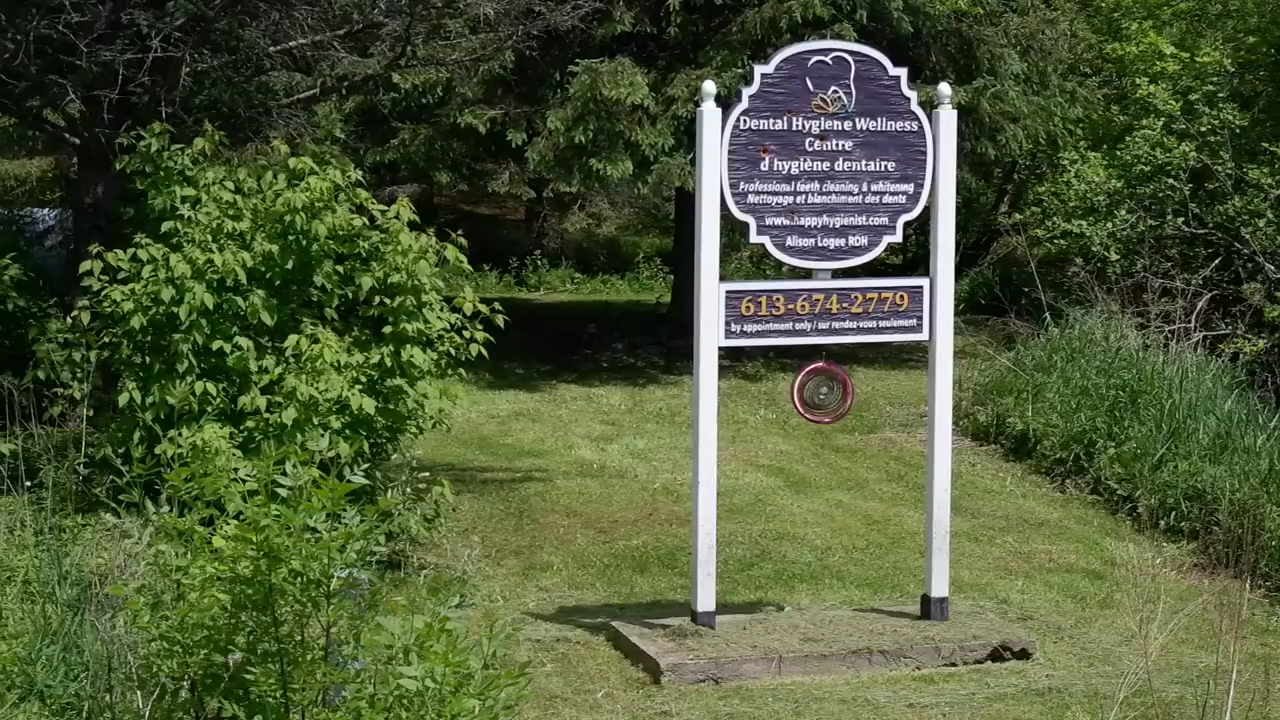 Dental Hygiene Wellness
Centre
d'hygiène dentaire
Professional teeth cleaning & whitening
Nettoyage et blanchiment des dents
www.happyhygienist.com
Alison Logee RDH
613-674-2779
by appointment only / sur rendez-vous seulement